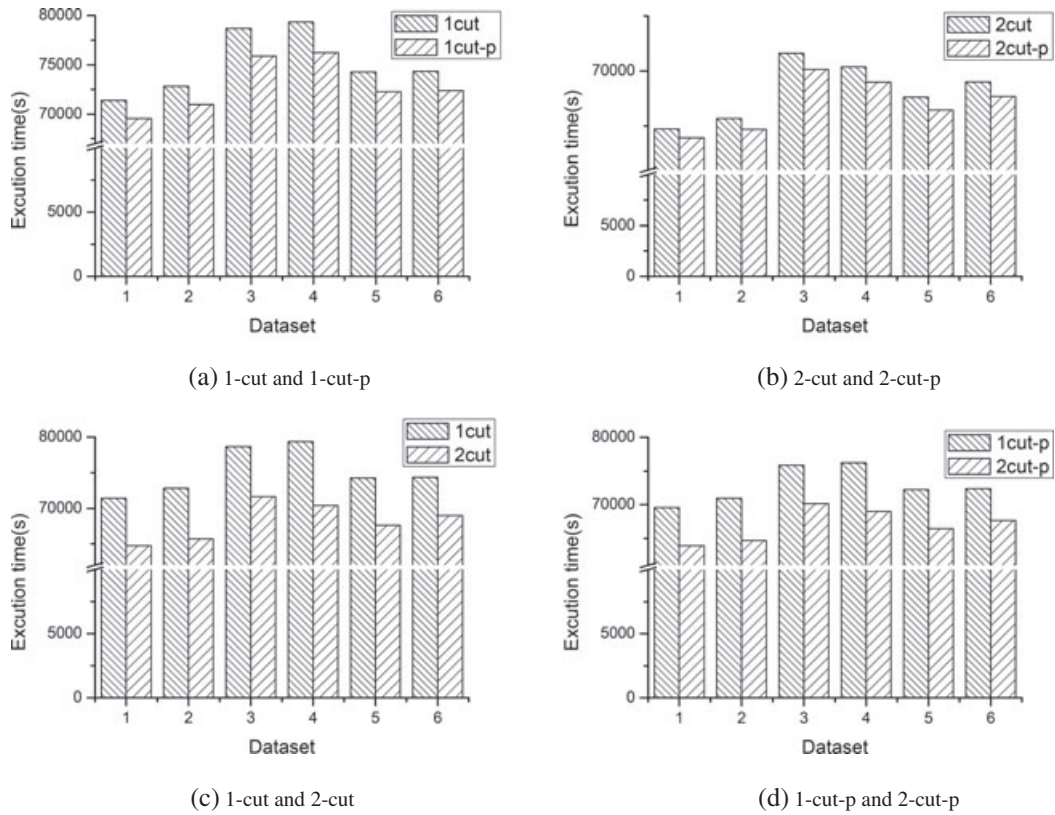 80000
75000
70000
5000
0
Excution time(s)
1cut
1cut-p
1 2 3 4 5 6
Dataset
(a) 1-cut and 1-cut-p
70000
5000
0
Excution time(s)
2cut
2cut-p
1 2 3 4 5 6
Dataset
(b) 2-cut and 2-cut-p
80000
70000
5000
0
Excution time(s)
1cut
2cut
1 2 3 4 5 6
Dataset
(c) 1-cut and 2-cut
80000
70000
5000
0
Excution time(s)
1cut-p
2cut-p
1 2 3 4 5 6
Dataset
(d) 1-cut-p and 2-cut-p